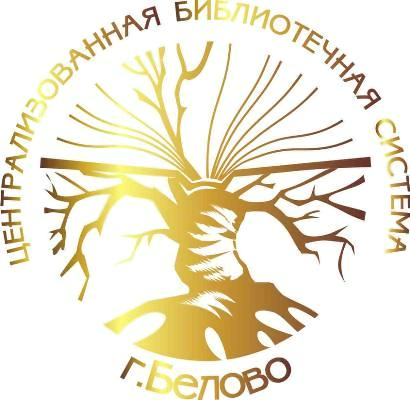 ЦЕНТРАЛИЗОВАННАЯ БИБЛИОТЕЧНАЯ СИСТЕМА
г.Белово